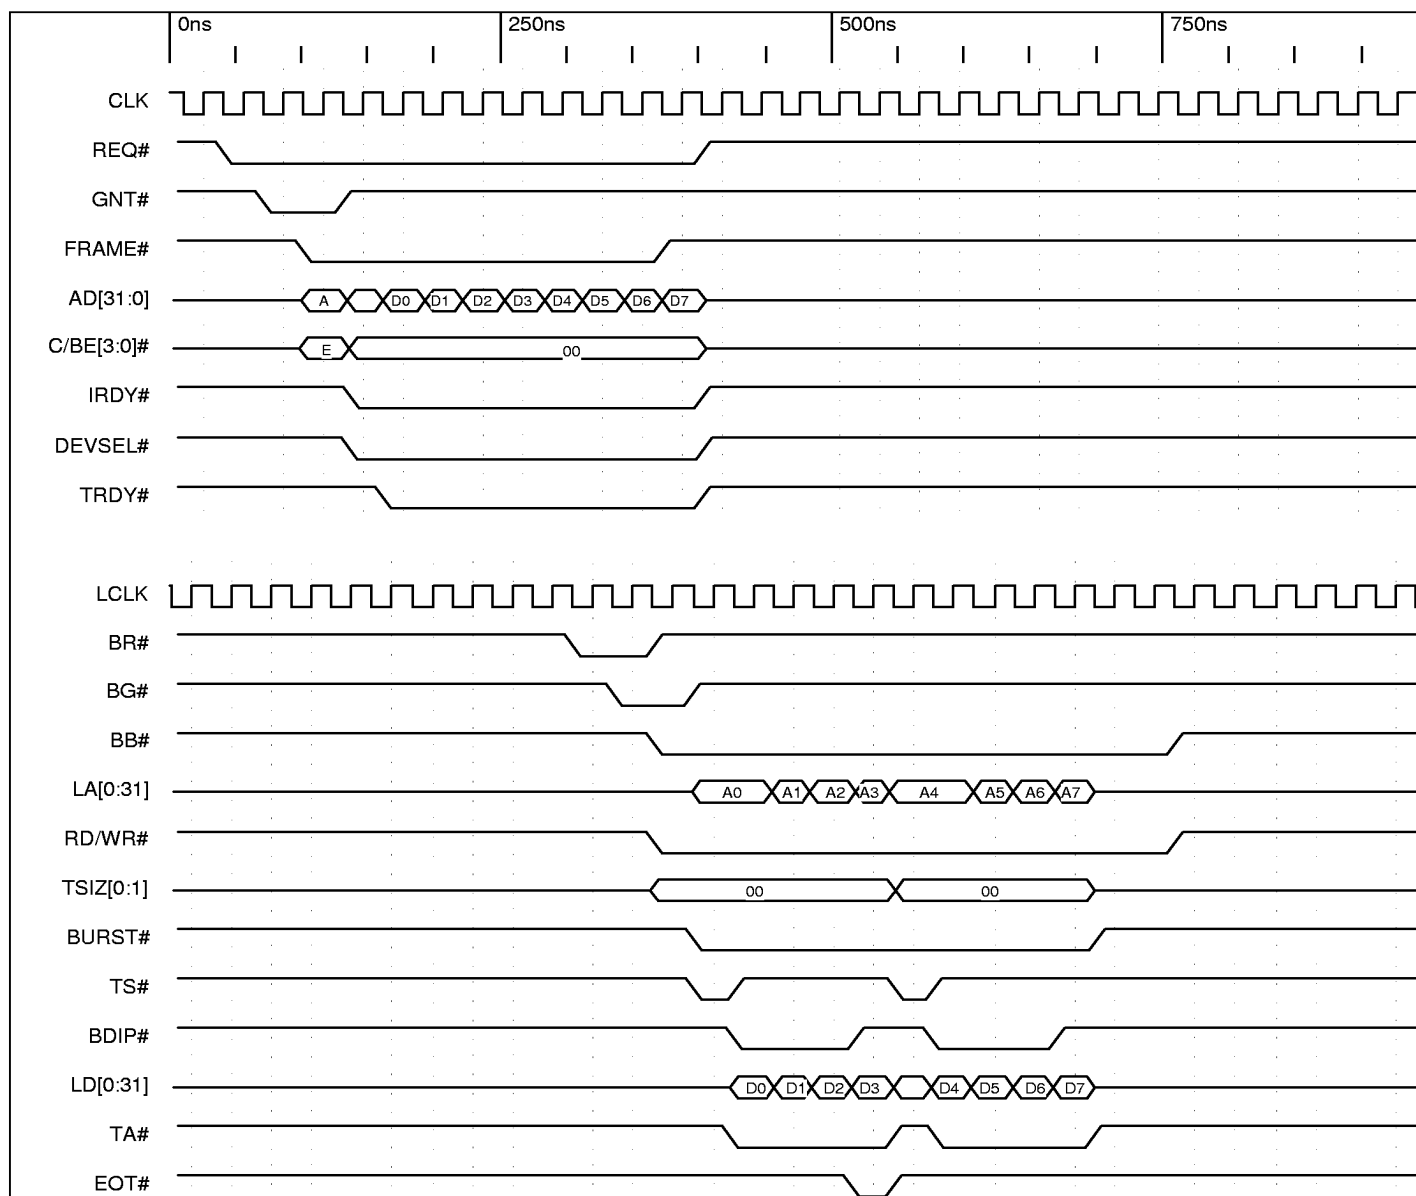 0ns 250ns 500ns 750ns
CLK
REQ#
GNT#
FRAME#
AD[31:0] A D0 D1 D2 D3 D4 D5 D6 D7
C/BE[3:0]# E 00
IRDY#
DEVSEL#
TRDY#
LCLK
BR#
BG#
BB#
LA[0:31] A0 A1 A2 A3 A4 A5 A6 A7
RD/WR#
TSIZ[0:1] 00 00
BURST#
TS#
BDIP#
LD[0:31] D0 D1 D2 D3 D4 D5 D6 D7
TA#
EOT#